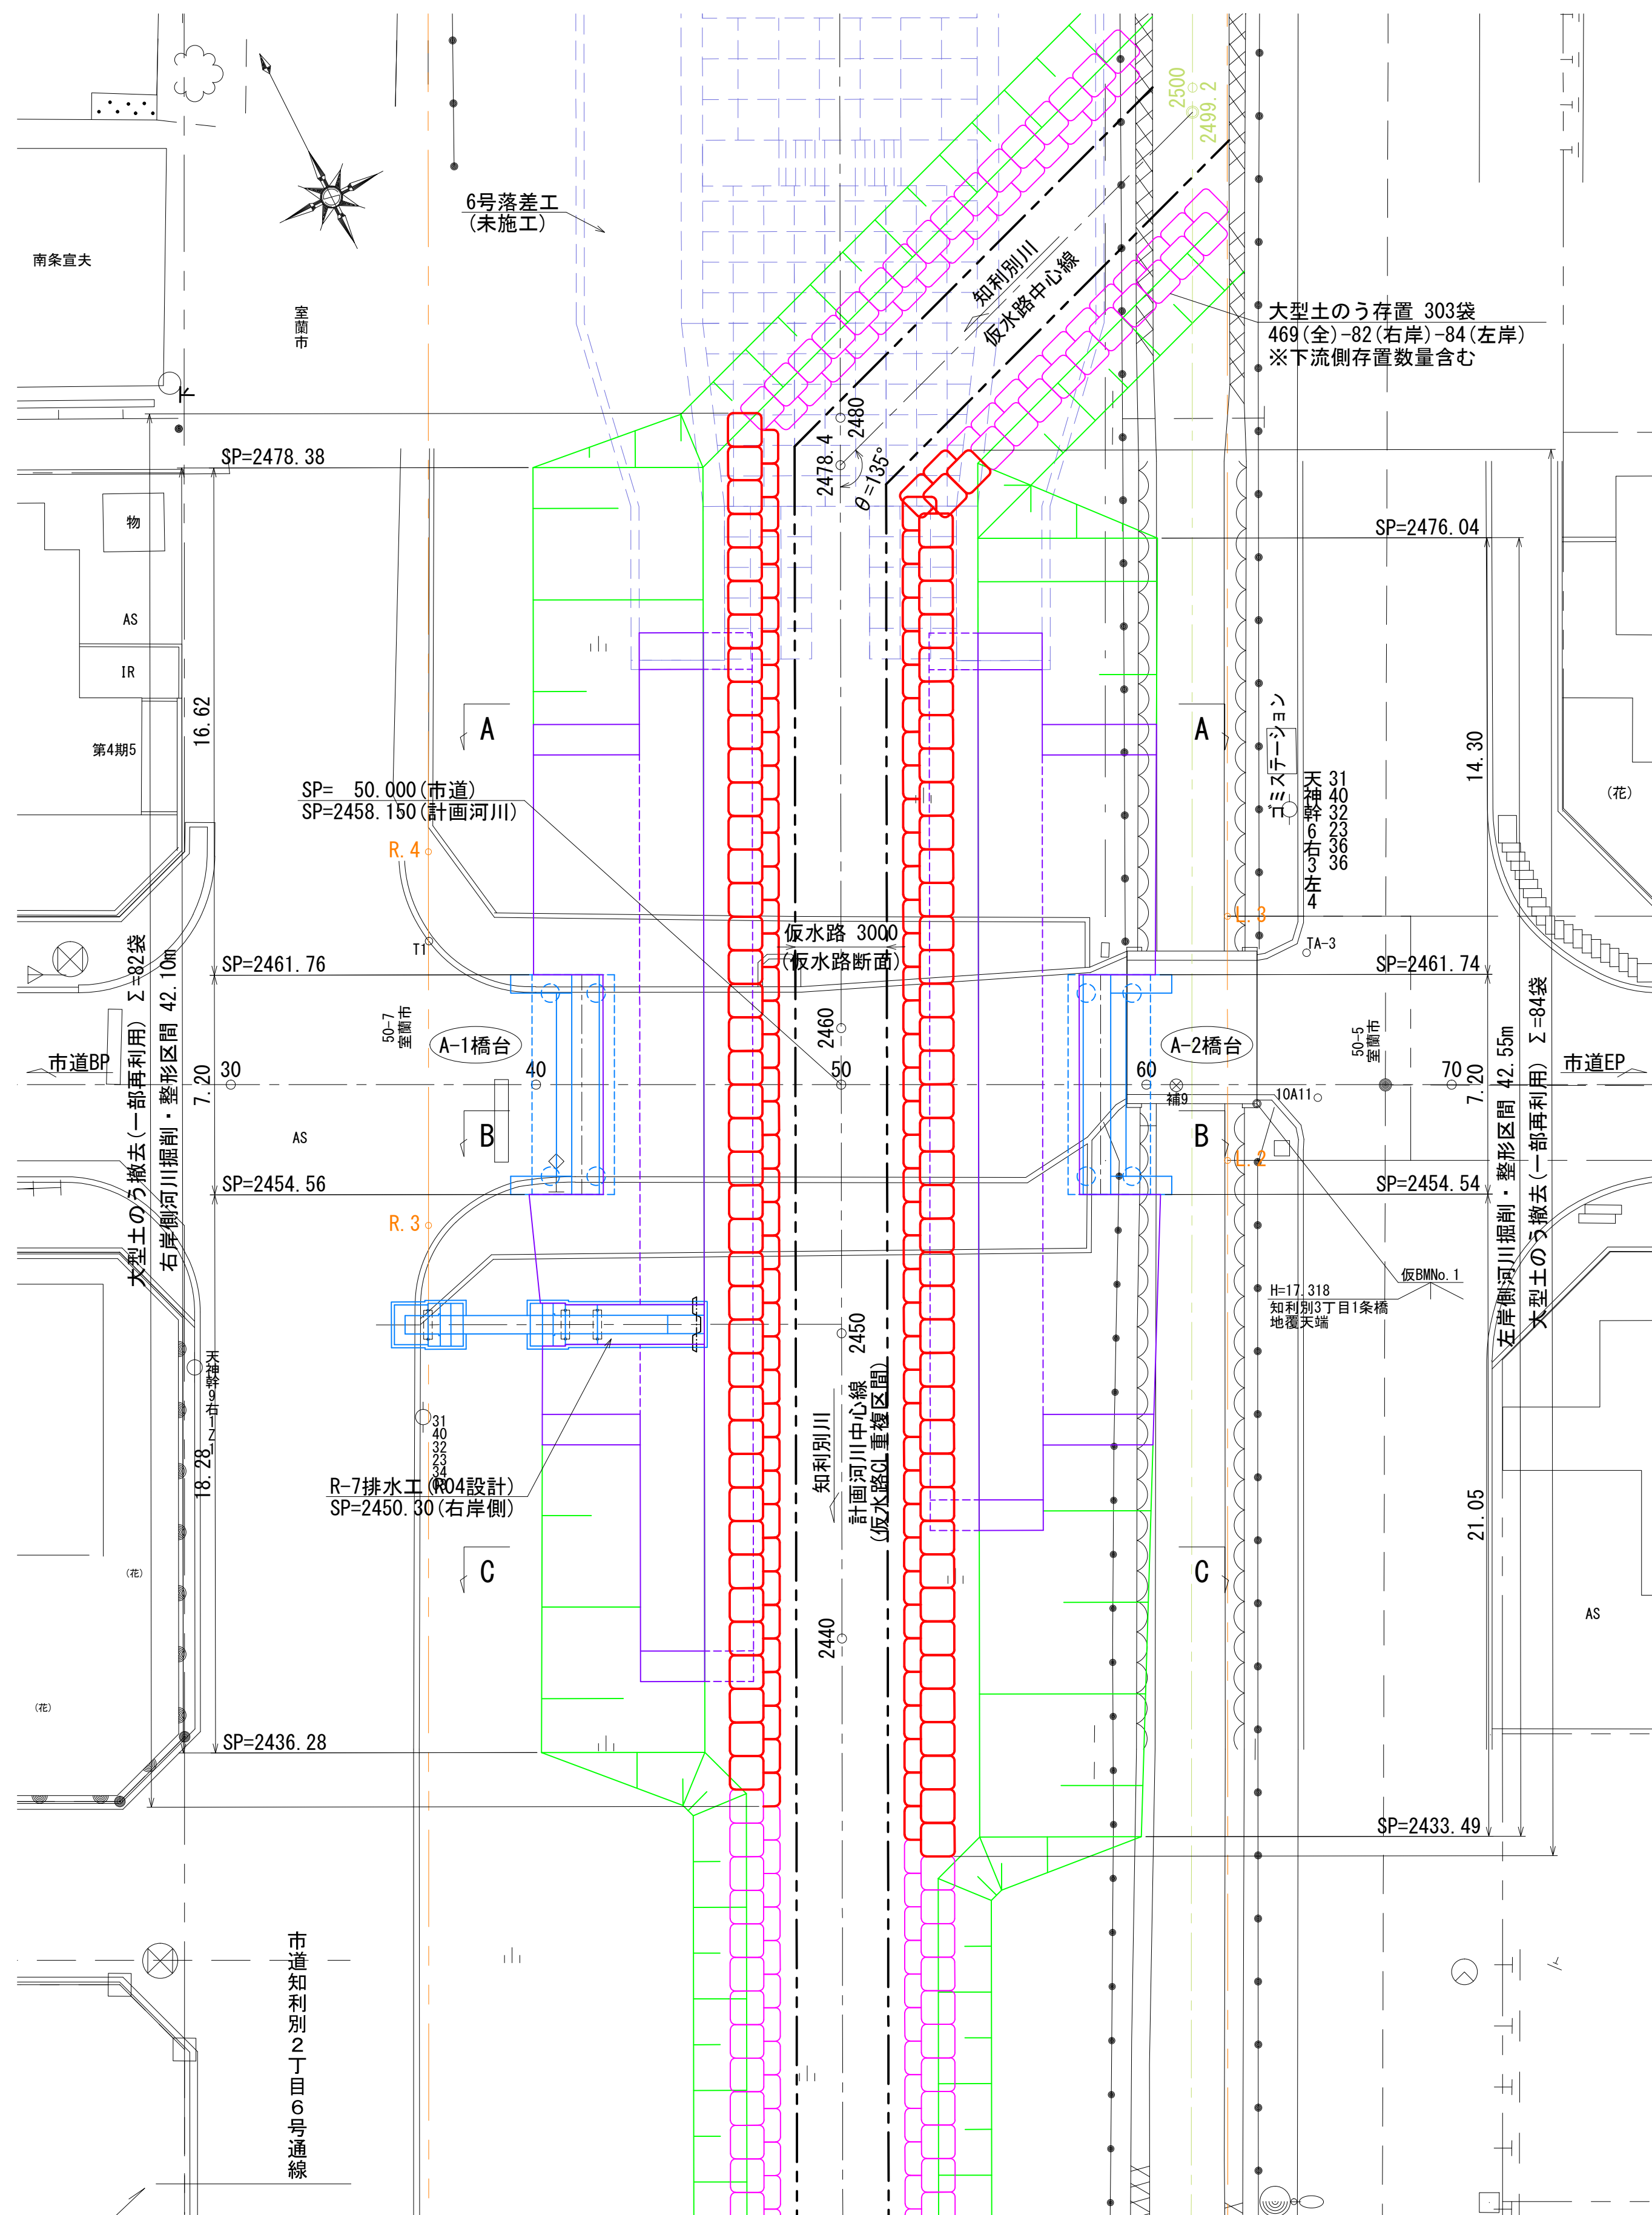 2500
2499.2
6号落差工
(未施工)
南条宣夫
室蘭市
知利別川
仮水路中心線
大型土のう存置 303袋
469(全)-82(右岸)-84(左岸)
※下流側存置数量含む
2480
2478.4
θ=135°
SP=2478.38
SP=2476.04
物
AS
IR
第4期5
16.62
A
A
ゴミステーション
14.30
(花)
天神幹6右3左4
31
40
32
23
36
36
SP= 50.000(市道)
SP=2458.150(計画河川)
R.4
L.3
T1
TA-3
仮水路 3000
(仮水路断面)
SP=2461.76
SP=2461.74
大型土のう撤去(一部再利用) Σ=82袋
右岸側河川掘削・整形区間 42.10m
50-7
室蘭市
A-1橋台
2460
A-2橋台
50-5
室蘭市
市道BP
30
40
50
60
70
市道EP
7.20
7.20
補9
10A11
AS
B
B
L.2
SP=2454.56
SP=2454.54
R.3
左岸側河川掘削・整形区間 42.55m
大型土のう撤去(一部再利用) Σ=84袋
仮BMNo.1
H=17.318
知利別3丁目1条橋
地覆天端
2450
天神幹9右1Z1
18.28
31
40
32
23
34
R-7排水工(R04設計)
SP=2450.30(右岸側)
知利別川
計画河川中心線
(仮水路CL重複区間)
21.05
C
C
(花)
AS
2440
(花)
SP=2436.28
SP=2433.49
市道知利別2丁目6号通線